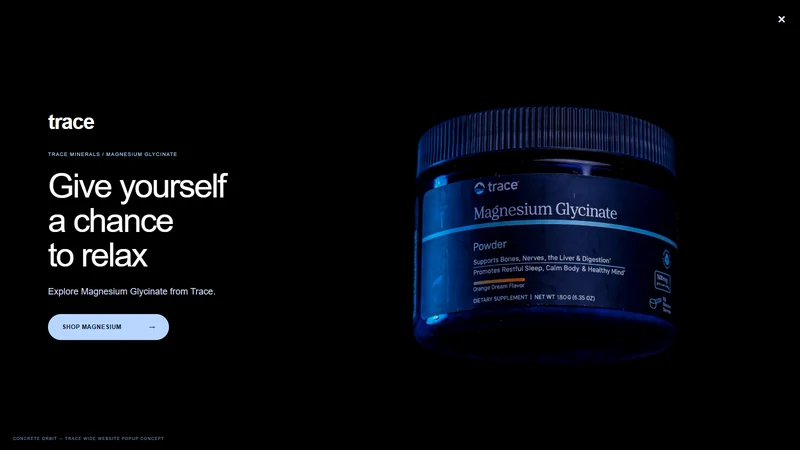 ×
trace
TRACE MINERALS / MAGNESIUM GLYCINATE
Give yourself
a chance
to relax
Explore Magnesium Glycinate from Trace.
SHOP MAGNESIUM →
trace
Magnesium Glycinate
Powder
Supports Bones, Nerves, the Liver & Digestion
Promotes Restful Sleep, Calm Body & Healthy Mind
Orange Dream Flavor
DIETARY SUPPLEMENT | NET WT 180 G (6.35 OZ)
CONCRETE ORBIT — TRACE WIDE WEBSITE POPUP CONCEPT